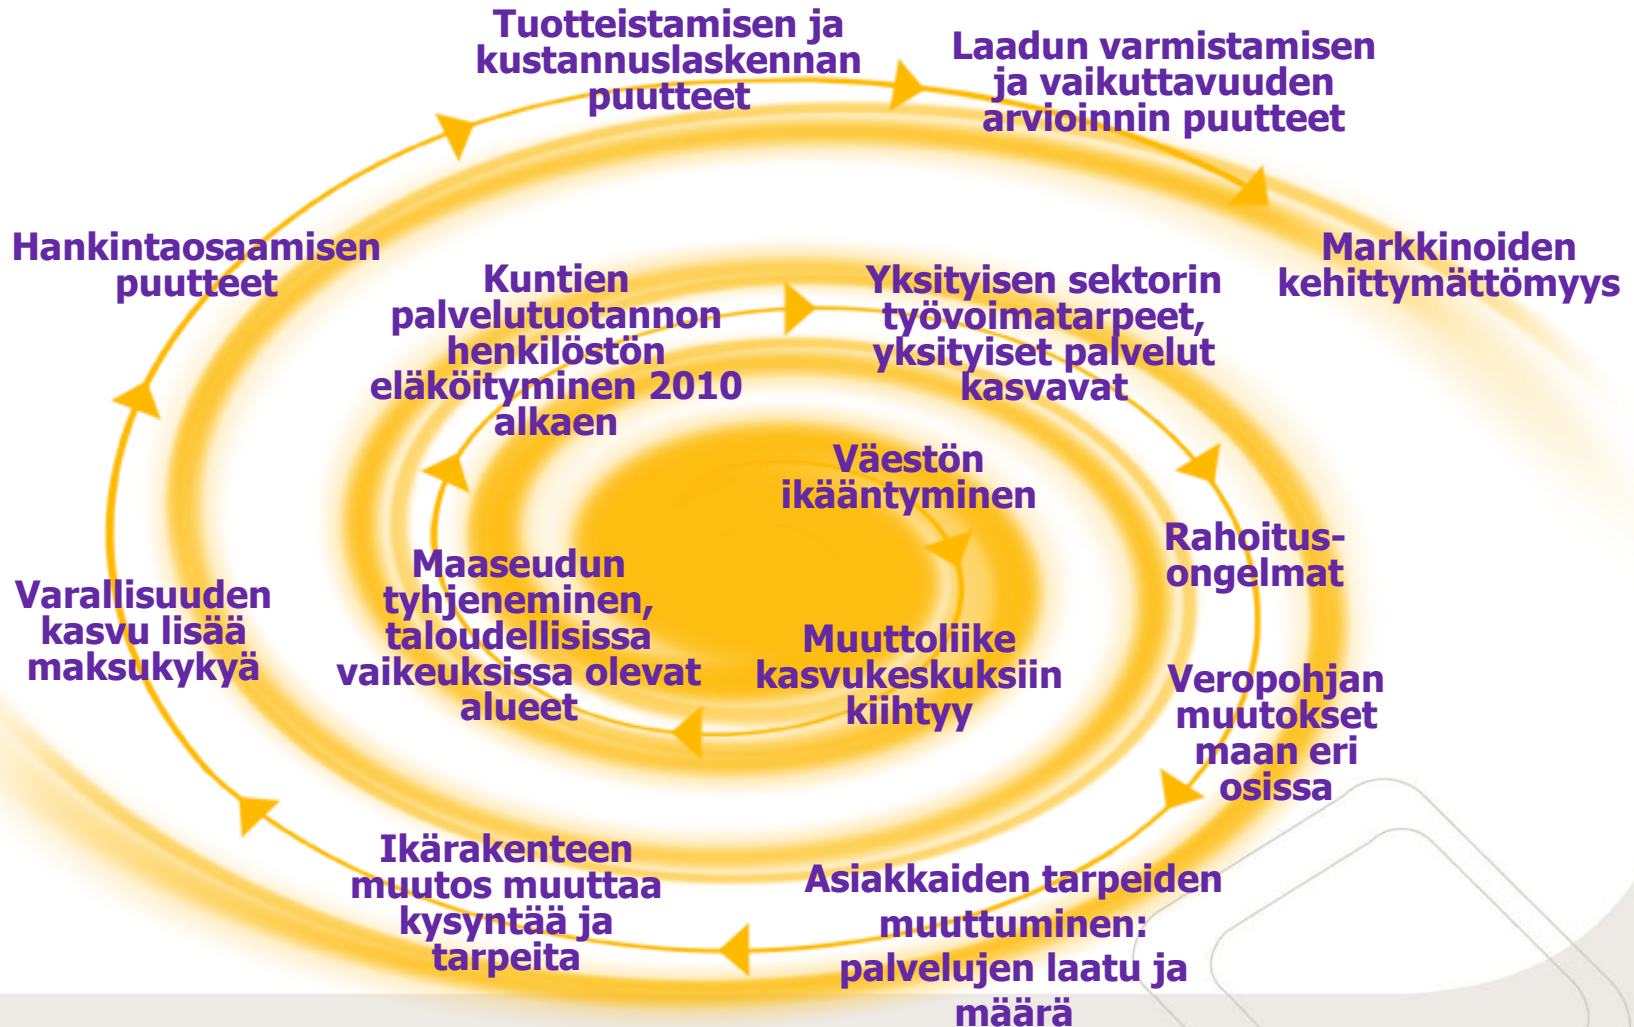 Tuotteistamisen ja
kustannuslaskennan
puutteet
Laadun varmistamisen
ja vaikuttavuuden
arvioinnin puutteet
Hankintaosaamisen
puutteet
Markkinoiden
kehittymättömyys
Kuntien
palvelutuotannon
henkilöstön
eläköityminen 2010
alkaen
Yksityisen sektorin
työvoimatarpeet,
yksityiset palvelut
kasvavat
Väestön
ikääntyminen
Rahoitus-
ongelmat
Maaseudun
tyhjeneminen,
taloudellisissa
vaikeuksissa olevat
alueet
Varallisuuden
kasvu lisää
maksukykyä
Muuttoliike
kasvukeskuksiin
kiihtyy
Veropohjan
muutokset
maan eri
osissa
Ikärakenteen
muutos muuttaa
kysyntää ja
tarpeita
Asiakkaiden tarpeiden
muuttuminen:
palvelujen laatu ja
määrä